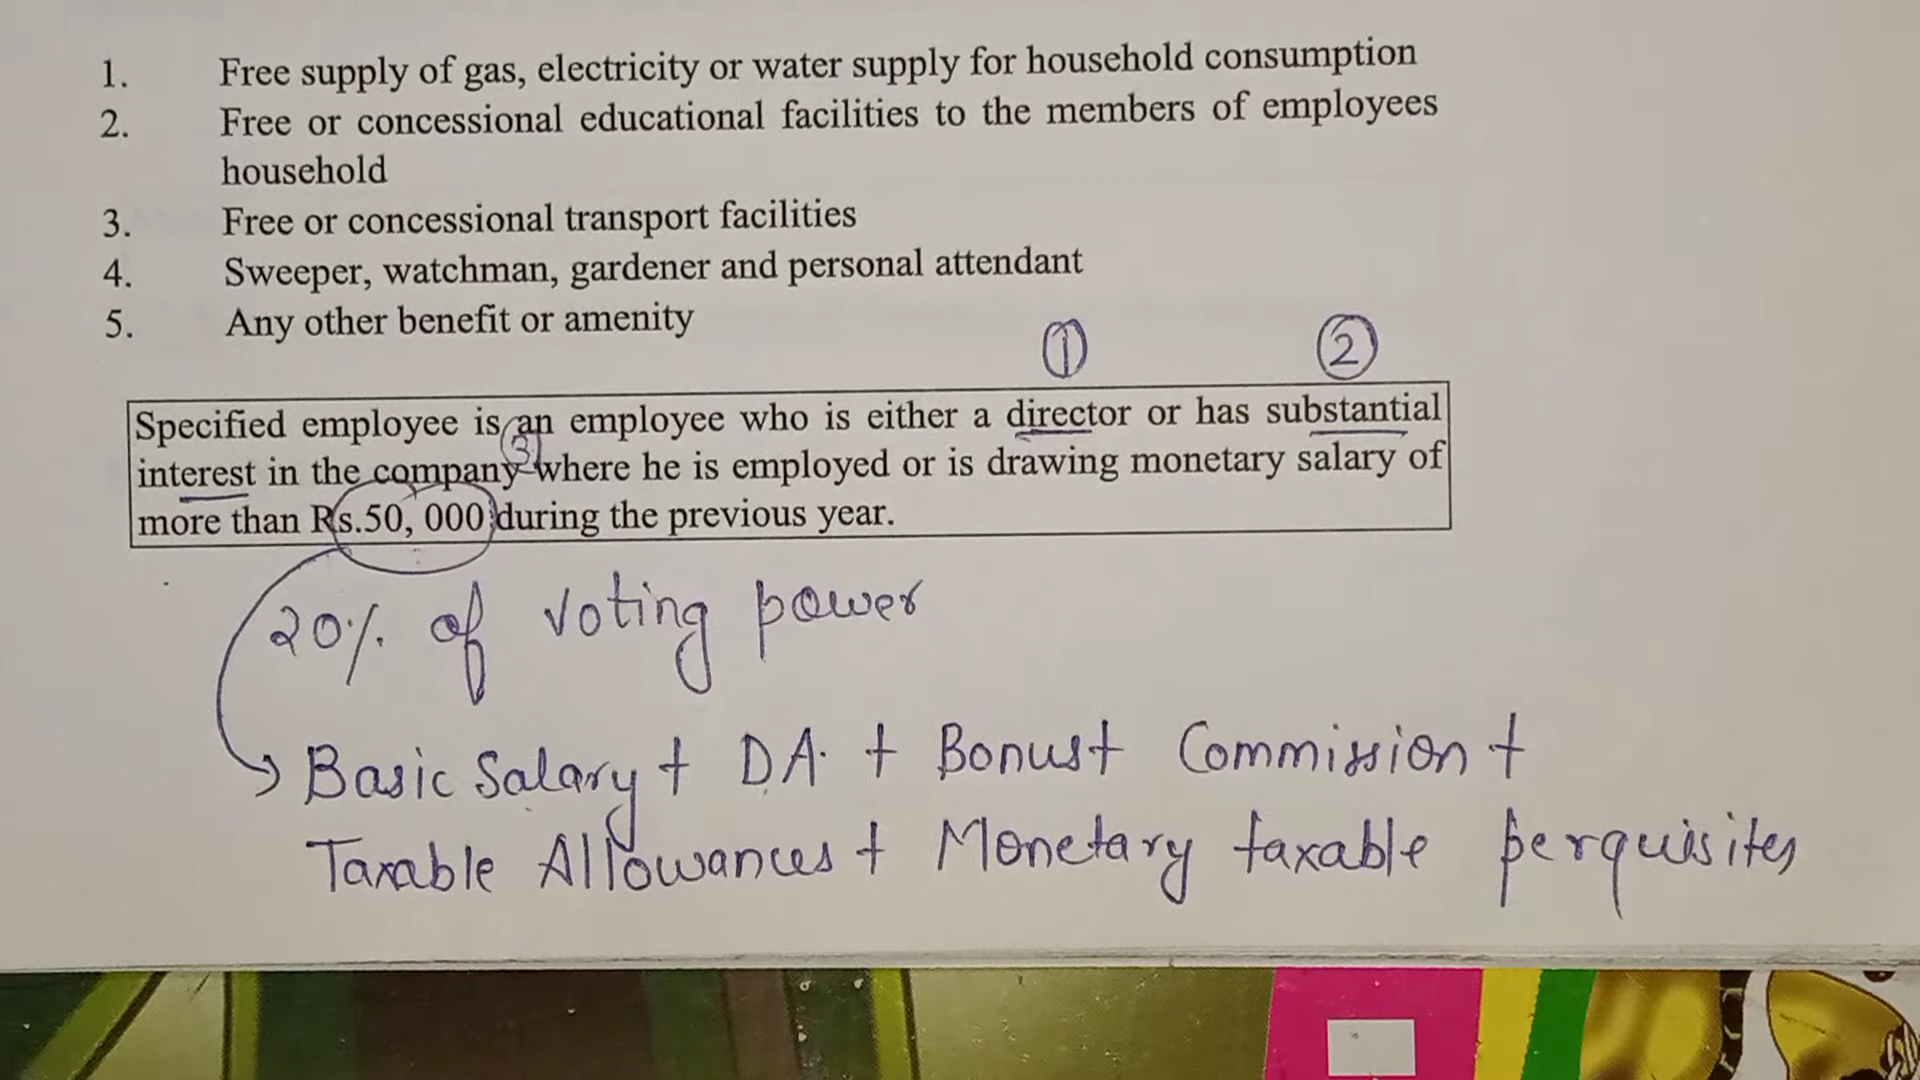 1. Free supply of gas, electricity or water supply for household consumption
2. Free or concessional educational facilities to the members of employees
household
3. Free or concessional transport facilities
4. Sweeper, watchman, gardener and personal attendant
5. Any other benefit or amenity
① ②
Specified employee is an employee who is either a director or has substantial
③
interest in the company where he is employed or is drawing monetary salary of
more than Rs.50, 000 during the previous year.
20% of voting power
Basic Salary + D.A. + Bonus + Commission +
Taxable Allowances + Monetary taxable perquisites